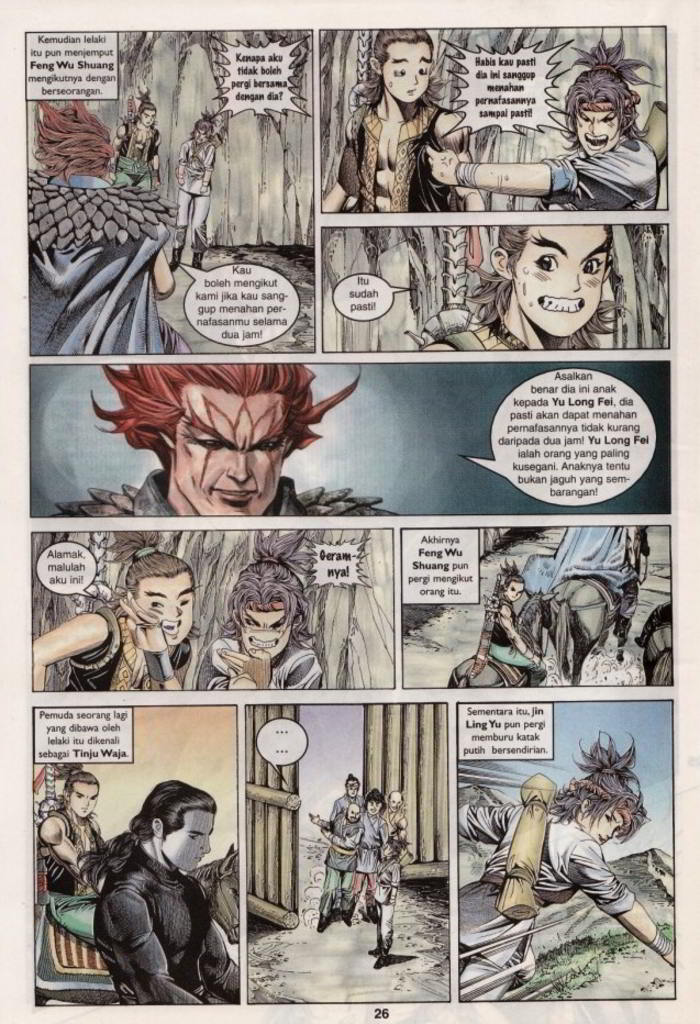 Kemudian lelaki
itu pun menjemput
Feng Wu Shuang
mengikutnya dengan
berseorangan.
Kenapa aku
tidak boleh
pergi bersama
dengan dia?
Kau
boleh mengikut
kami jika kau sang-
gup menahan per-
nafasanmu selama
dua jam!
Habis kau pasti
dia ini sanggup
menahan
pernafasannya
sampai pasti!
Itu
sudah
pasti!
Asalkan
benar dia ini anak
kepada Yu Long Fei, dia
pasti akan dapat menahan
pernafasannya tidak kurang
daripada dua jam! Yu Long Fei
ialah orang yang paling
kusegani. Anaknya tentu
bukan jaguh yang sem-
barangan!
Alamak,
malulah
aku ini!
Geram-
nya!
Akhirnya
Feng Wu
Shuang pun
pergi mengikut
orang itu.
Pemuda seorang lagi
yang dibawa oleh
lelaki itu dikenali
sebagai Tinju Waja.
...
...
Sementara itu, Jin
Ling Yu pun pergi
memburu katak
putih bersendirian.
26